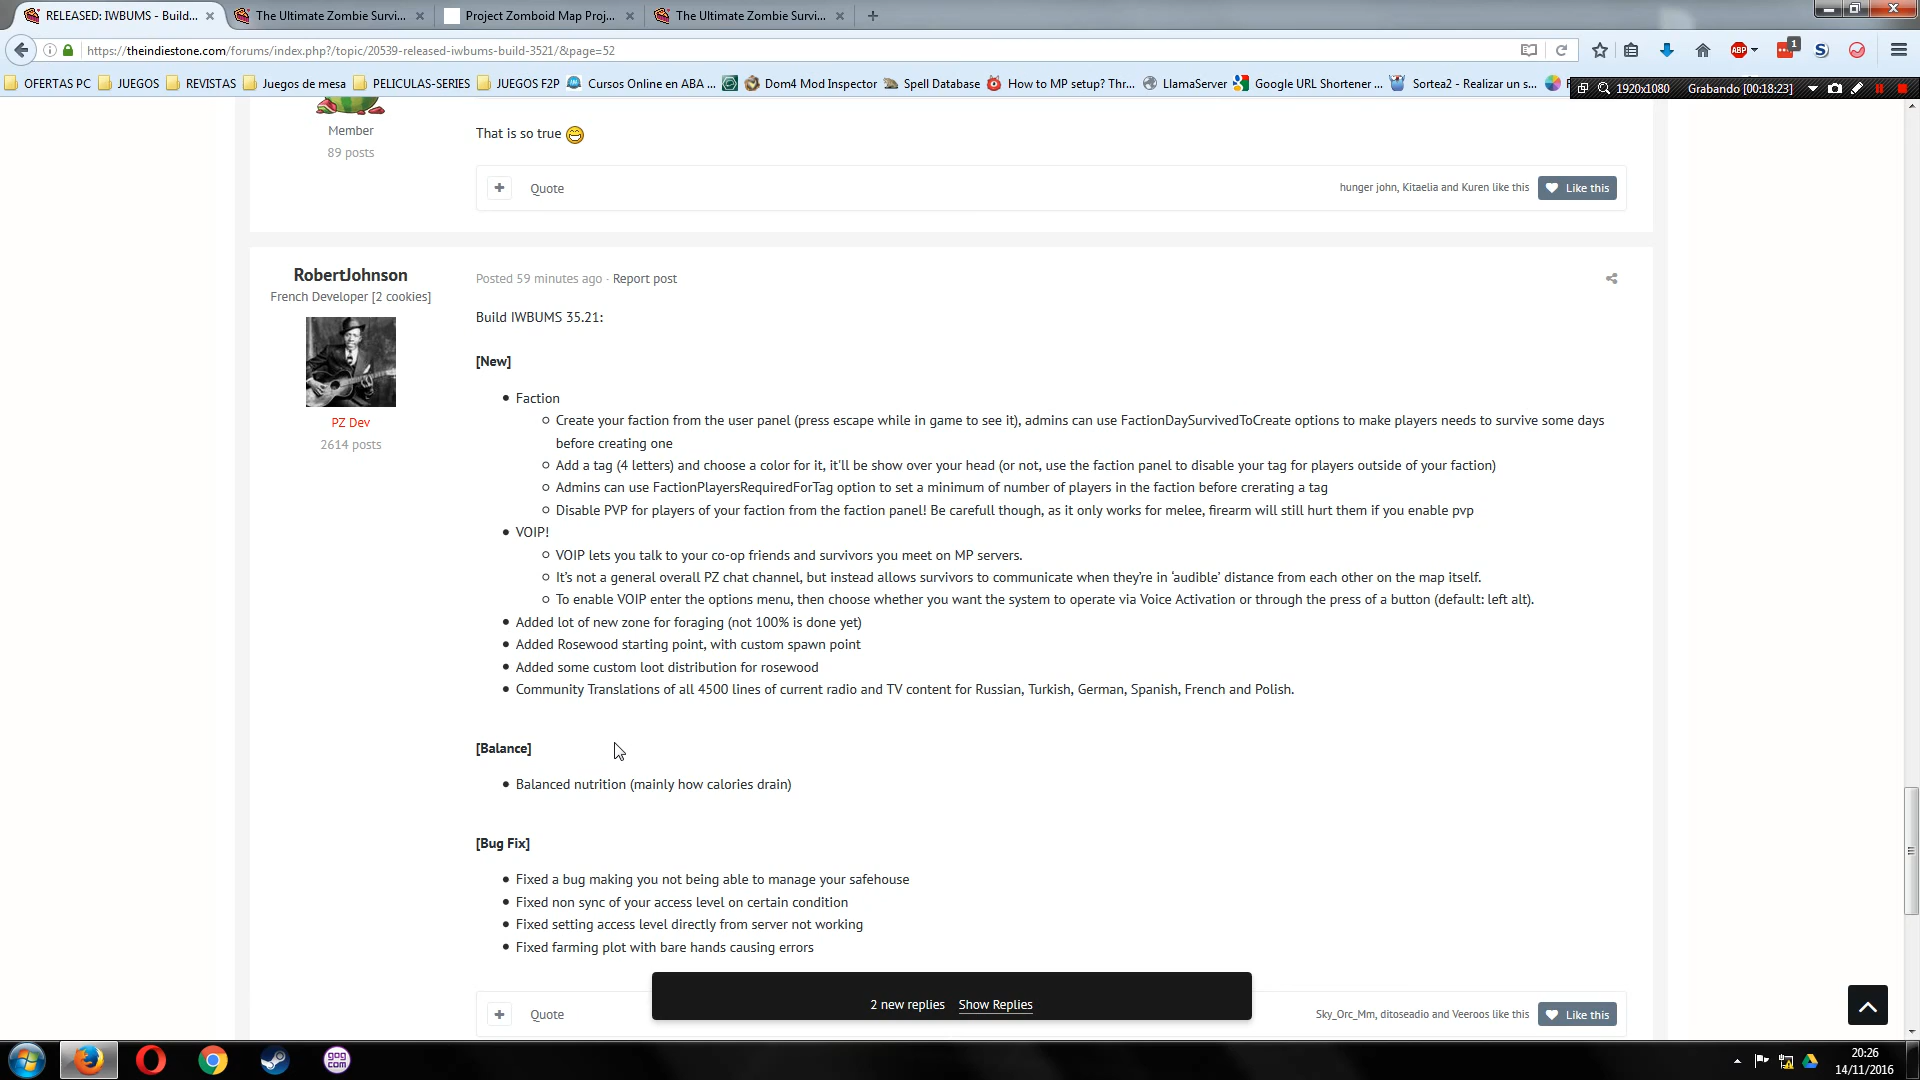 RELEASED: IWBUMS - Build...
The Ultimate Zombie Survi...
Project Zomboid Map Proj...
The Ultimate Zombie Survi...
https://theindiestone.com/forums/index.php?/topic/20539-released-iwbums-build-3521/&page=52
ABP
1
OFERTAS PC
JUEGOS
REVISTAS
Juegos de mesa
PELICULAS-SERIES
JUEGOS F2P
Cursos Online en ABA ...
Dom4 Mod Inspector
Spell Database
How to MP setup? Thr...
LlamaServer
Google URL Shortener ...
Sortea2 - Realizar un s...
1920x1080
Grabando [00:18:23]
Member
89 posts
That is so true
+ Quote
hunger john, Kitaelia and Kuren like this
Like this
RobertJohnson
French Developer [2 cookies]
PZ Dev
2614 posts
Posted 59 minutes ago · Report post
Build IWBUMS 35.21:
[New]
Faction
Create your faction from the user panel (press escape while in game to see it), admins can use FactionDaySurvivedToCreate options to make players needs to survive some days
before creating one
Add a tag (4 letters) and choose a color for it, it'll be show over your head (or not, use the faction panel to disable your tag for players outside of your faction)
Admins can use FactionPlayersRequiredForTag option to set a minimum of number of players in the faction before crerating a tag
Disable PVP for players of your faction from the faction panel! Be carefull though, as it only works for melee, firearm will still hurt them if you enable pvp
VOIP!
VOIP lets you talk to your co-op friends and survivors you meet on MP servers.
It’s not a general overall PZ chat channel, but instead allows survivors to communicate when they’re in ‘audible’ distance from each other on the map itself.
To enable VOIP enter the options menu, then choose whether you want the system to operate via Voice Activation or through the press of a button (default: left alt).
Added lot of new zone for foraging (not 100% is done yet)
Added Rosewood starting point, with custom spawn point
Added some custom loot distribution for rosewood
Community Translations of all 4500 lines of current radio and TV content for Russian, Turkish, German, Spanish, French and Polish.
[Balance]
Balanced nutrition (mainly how calories drain)
[Bug Fix]
Fixed a bug making you not being able to manage your safehouse
Fixed non sync of your access level on certain condition
Fixed setting access level directly from server not working
Fixed farming plot with bare hands causing errors
2 new replies Show Replies
+ Quote
Sky_Orc_Mm, ditoseadio and Veeroos like this
Like this
gog
com
20:26
14/11/2016